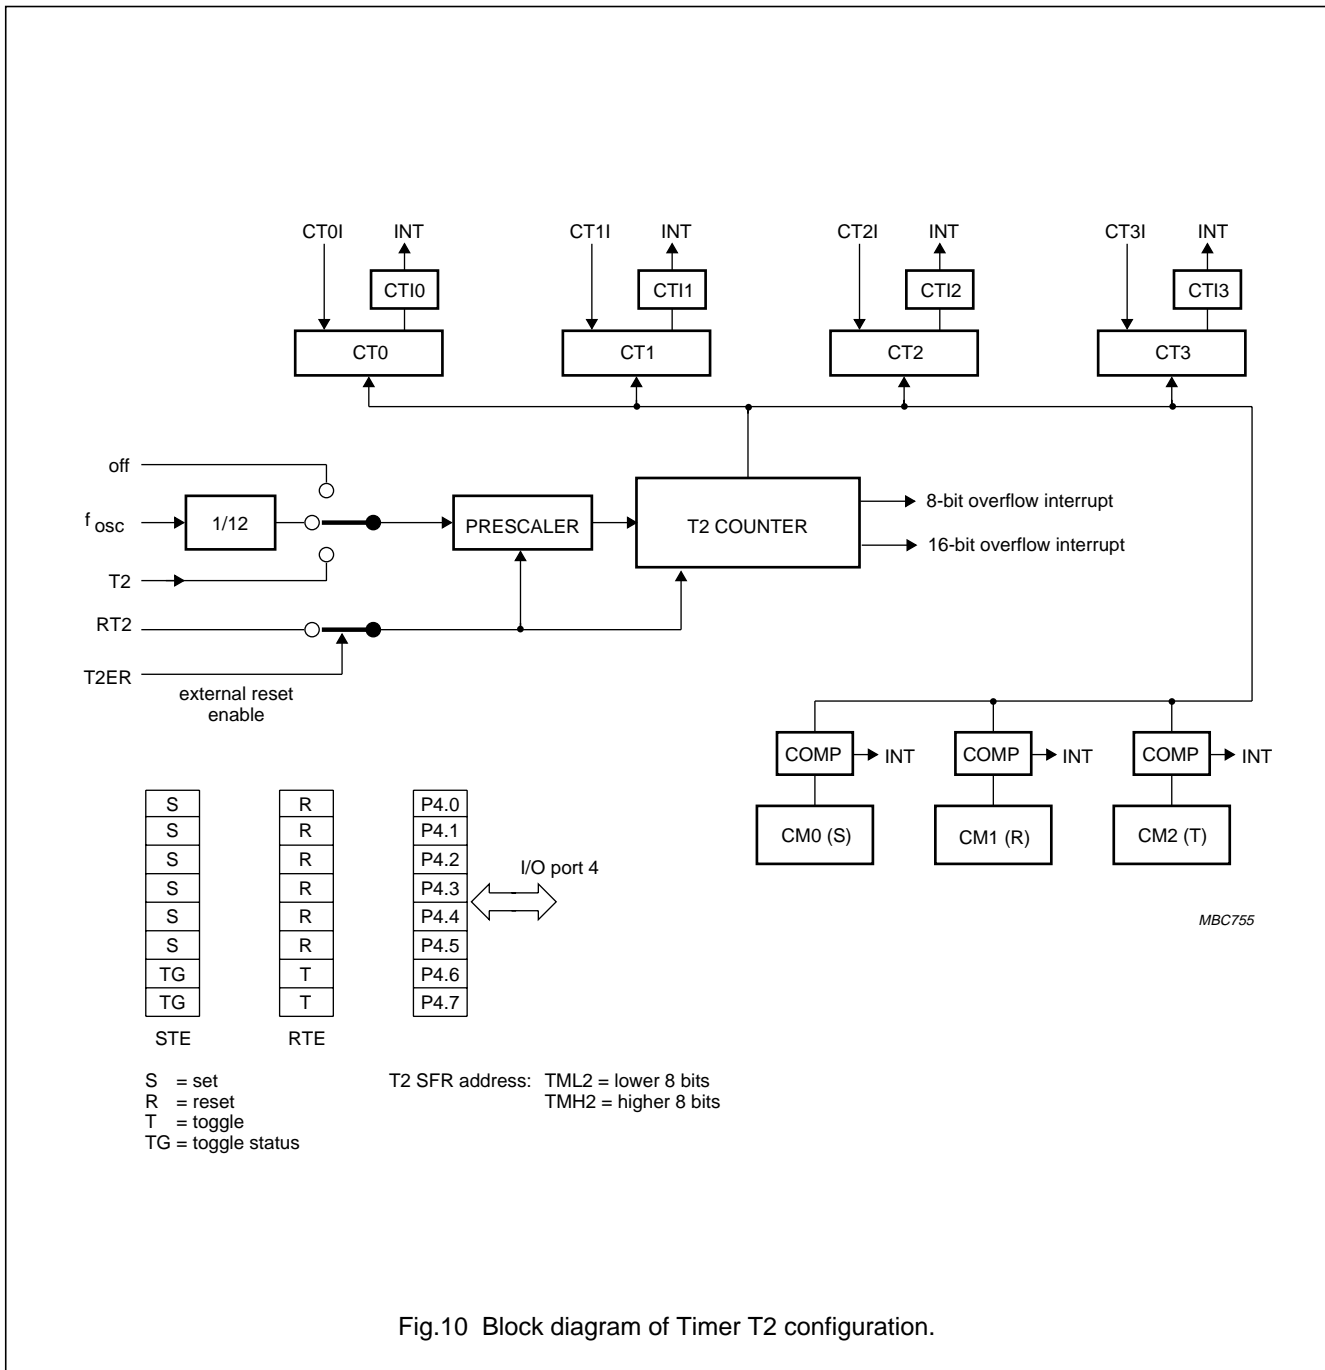 CT0I INT CT1I INT CT2I INT CT3I INT
CTI0 CTI1 CTI2 CTI3
CT0 CT1 CT2 CT3
off
8-bit overflow interrupt
fosc 1/12 PRESCALER T2 COUNTER
16-bit overflow interrupt
T2
RT2
T2ER
external reset
enable
COMP INT COMP INT COMP INT
CM0 (S) CM1 (R) CM2 (T)
S R P4.0
S R P4.1
S R P4.2
I/O port 4
S R P4.3
S R P4.4
MBC755
S R P4.5
TG T P4.6
TG T P4.7
STE RTE
S = set
R = reset
T = toggle
TG = toggle status
T2 SFR address: TML2 = lower 8 bits
TMH2 = higher 8 bits
Fig.10 Block diagram of Timer T2 configuration.